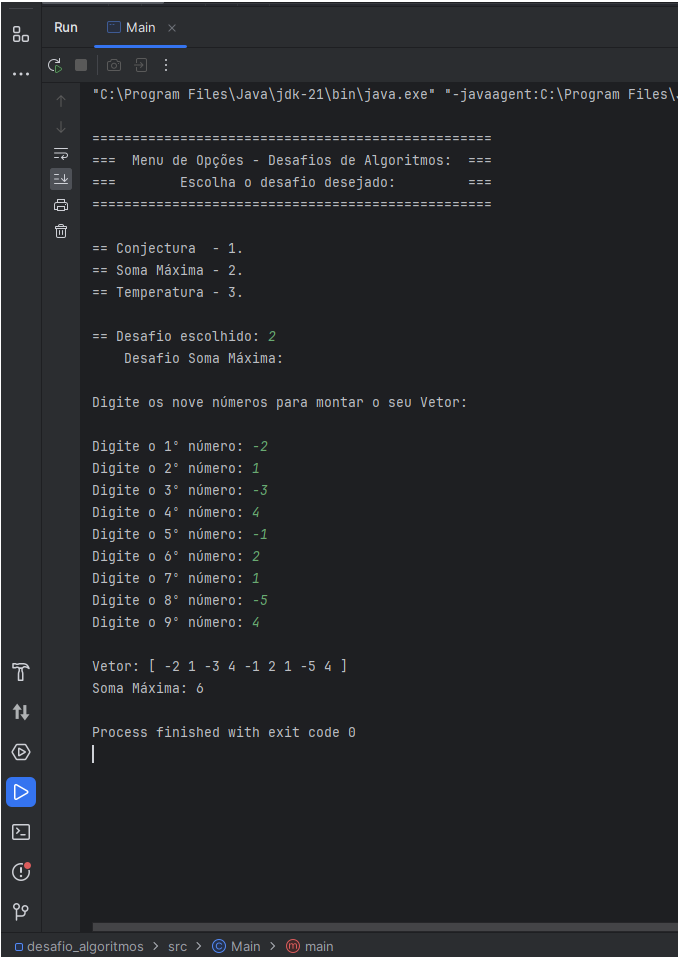 Run Main
"C:\Program Files\Java\jdk-21\bin\java.exe" "-javaagent:C:\Program Files\
==================================================
===  Menu de Opções - Desafios de Algoritmos:  ===
===        Escolha o desafio desejado:         ===
==================================================
== Conjectura  - 1.
== Soma Máxima - 2.
== Temperatura - 3.
== Desafio escolhido: 2
    Desafio Soma Máxima:
Digite os nove números para montar o seu Vetor:
Digite o 1° número: -2
Digite o 2° número: 1
Digite o 3° número: -3
Digite o 4° número: 4
Digite o 5° número: -1
Digite o 6° número: 2
Digite o 7° número: 1
Digite o 8° número: -5
Digite o 9° número: 4
Vetor: [ -2 1 -3 4 -1 2 1 -5 4 ]
Soma Máxima: 6
Process finished with exit code 0
desafio_algoritmos > src > Main > main